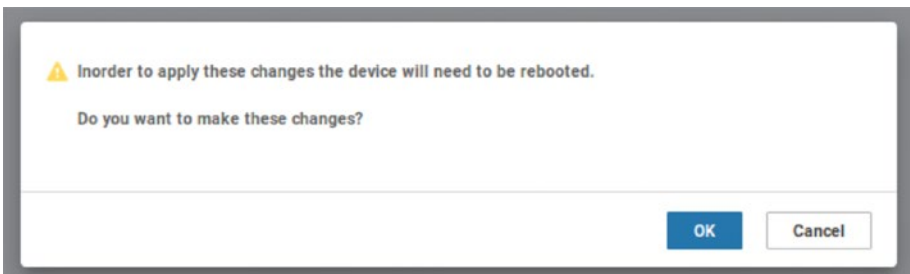 Inorder to apply these changes the device will need to be rebooted.
Do you want to make these changes?
OK Cancel